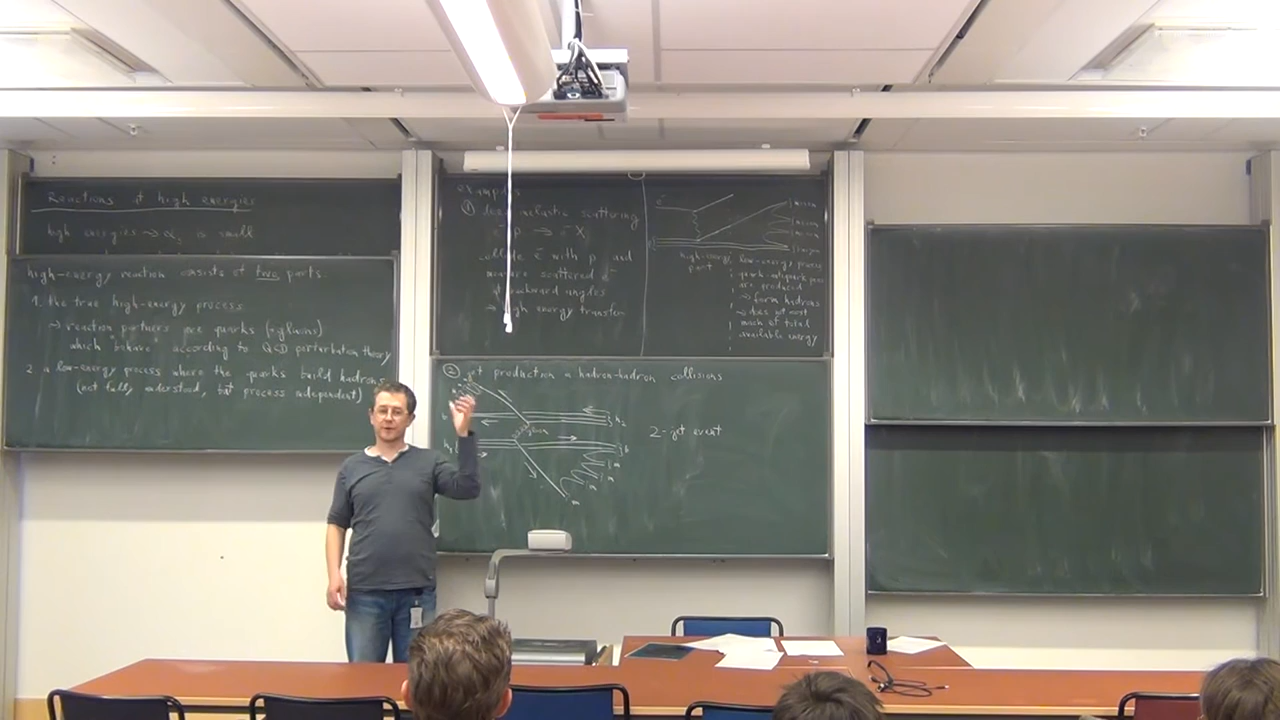 Reactions at high energies
high energies → αs is small
high-energy reaction consists of two parts:
1. the true high-energy process
→ reaction partners are quarks (+gluons)
which "behave" according to QCD perturbation theory
2. a low-energy process where the quarks build hadrons
(not fully understood, but process independent)
examples
① deep inelastic scattering
e⁻ p → e⁻ X
collide e⁻ with p and
measure scattered e⁻
at backward angles
→ high energy transfer
e⁻
meson
high-energy
part
low-energy process
quark-antiquark pairs
are produced
→ form hadrons
→ does not cost
much of total
available energy
② jet production in hadron-hadron collisions
h₂
gluon
h₁
b
m
m
m
m
2-jet event